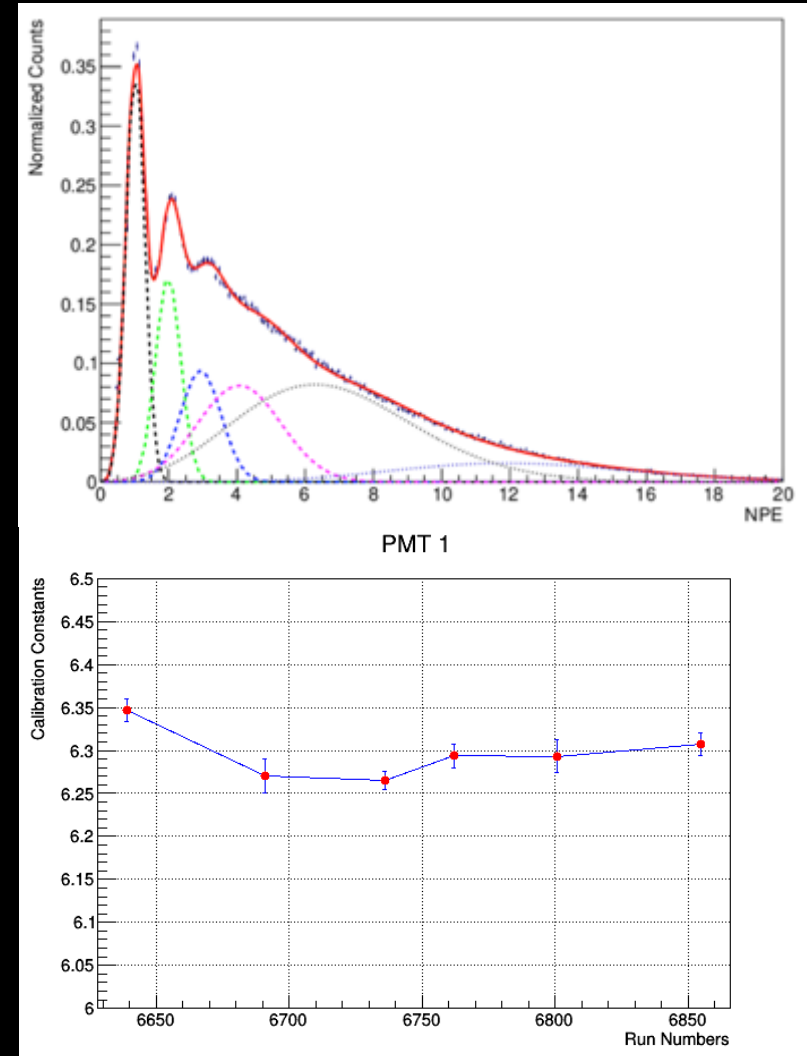 Normalized Counts
0.35
0.3
0.25
0.2
0.15
0.1
0.05
0
0 2 4 6 8 10 12 14 16 18 20
NPE
PMT 1
Calibration Constants
6.5
6.45
6.4
6.35
6.3
6.25
6.2
6.15
6.1
6.05
6
6650 6700 6750 6800 6850
Run Numbers